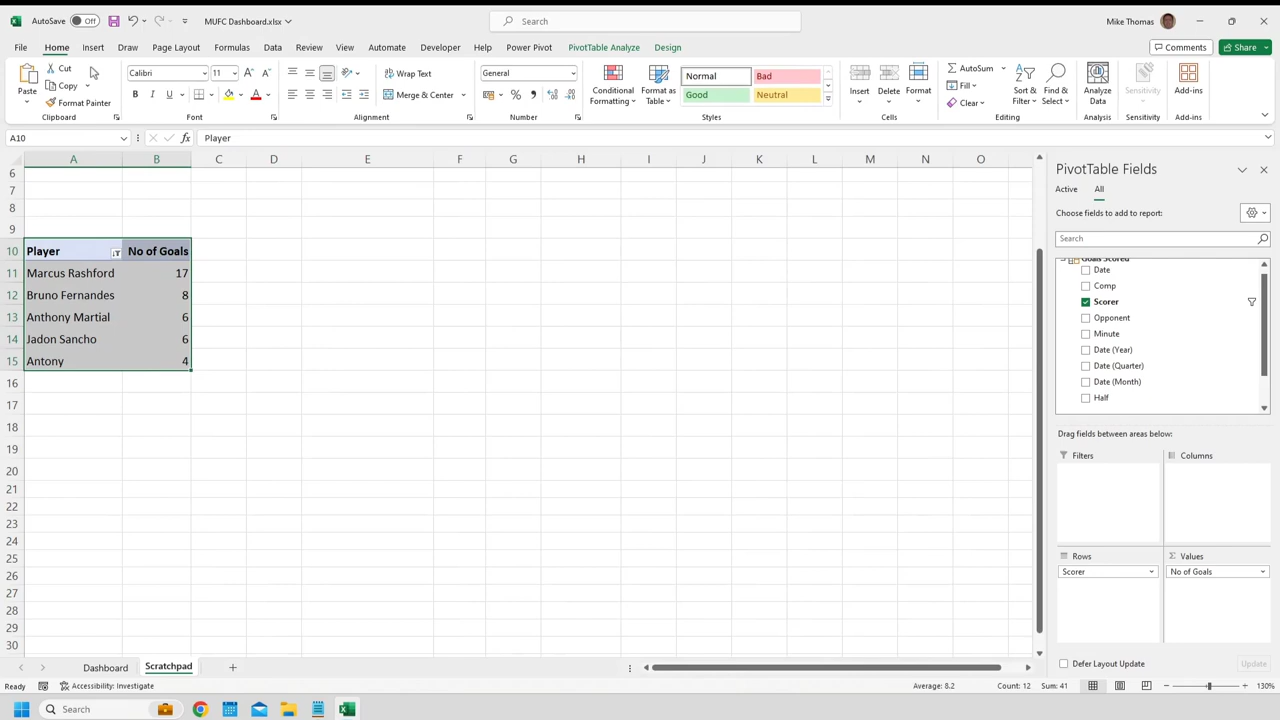 AutoSave Off MUFC Dashboard.xlsx Search Mike Thomas
File Home Insert Draw Page Layout Formulas Data Review View Automate Developer Help Power Pivot PivotTable Analyze Design Comments Share
Paste Cut Calibri 11 Wrap Text General Normal Bad AutoSum
Copy Conditional Formatting Format as Table Insert Delete Format Fill Sort & Filter Find & Select Analyze Data Sensitivity Add-ins
Format Painter B I U A Merge & Center % Good Neutral Clear
Clipboard Font Alignment Number Styles Cells Editing Analysis Sensitivity Add-ins
A10 fx Player
A B C D E F G H I J K L M N O
6
7
8
9
10 Player No of Goals
11 Marcus Rashford 17
12 Bruno Fernandes 8
13 Anthony Martial 6
14 Jadon Sancho 6
15 Antony 4
16
17
18
19
20
21
22
23
24
25
26
27
28
29
30
PivotTable Fields
Active All
Choose fields to add to report:
Search
Goals Scored
Date
Comp
Scorer
Opponent
Minute
Date (Year)
Date (Quarter)
Date (Month)
Half
Drag fields between areas below:
Filters Columns
Rows Σ Values
Scorer No of Goals
Defer Layout Update Update
Dashboard Scratchpad
Ready Accessibility: Investigate Average: 8.2 Count: 12 Sum: 41 130%
Search